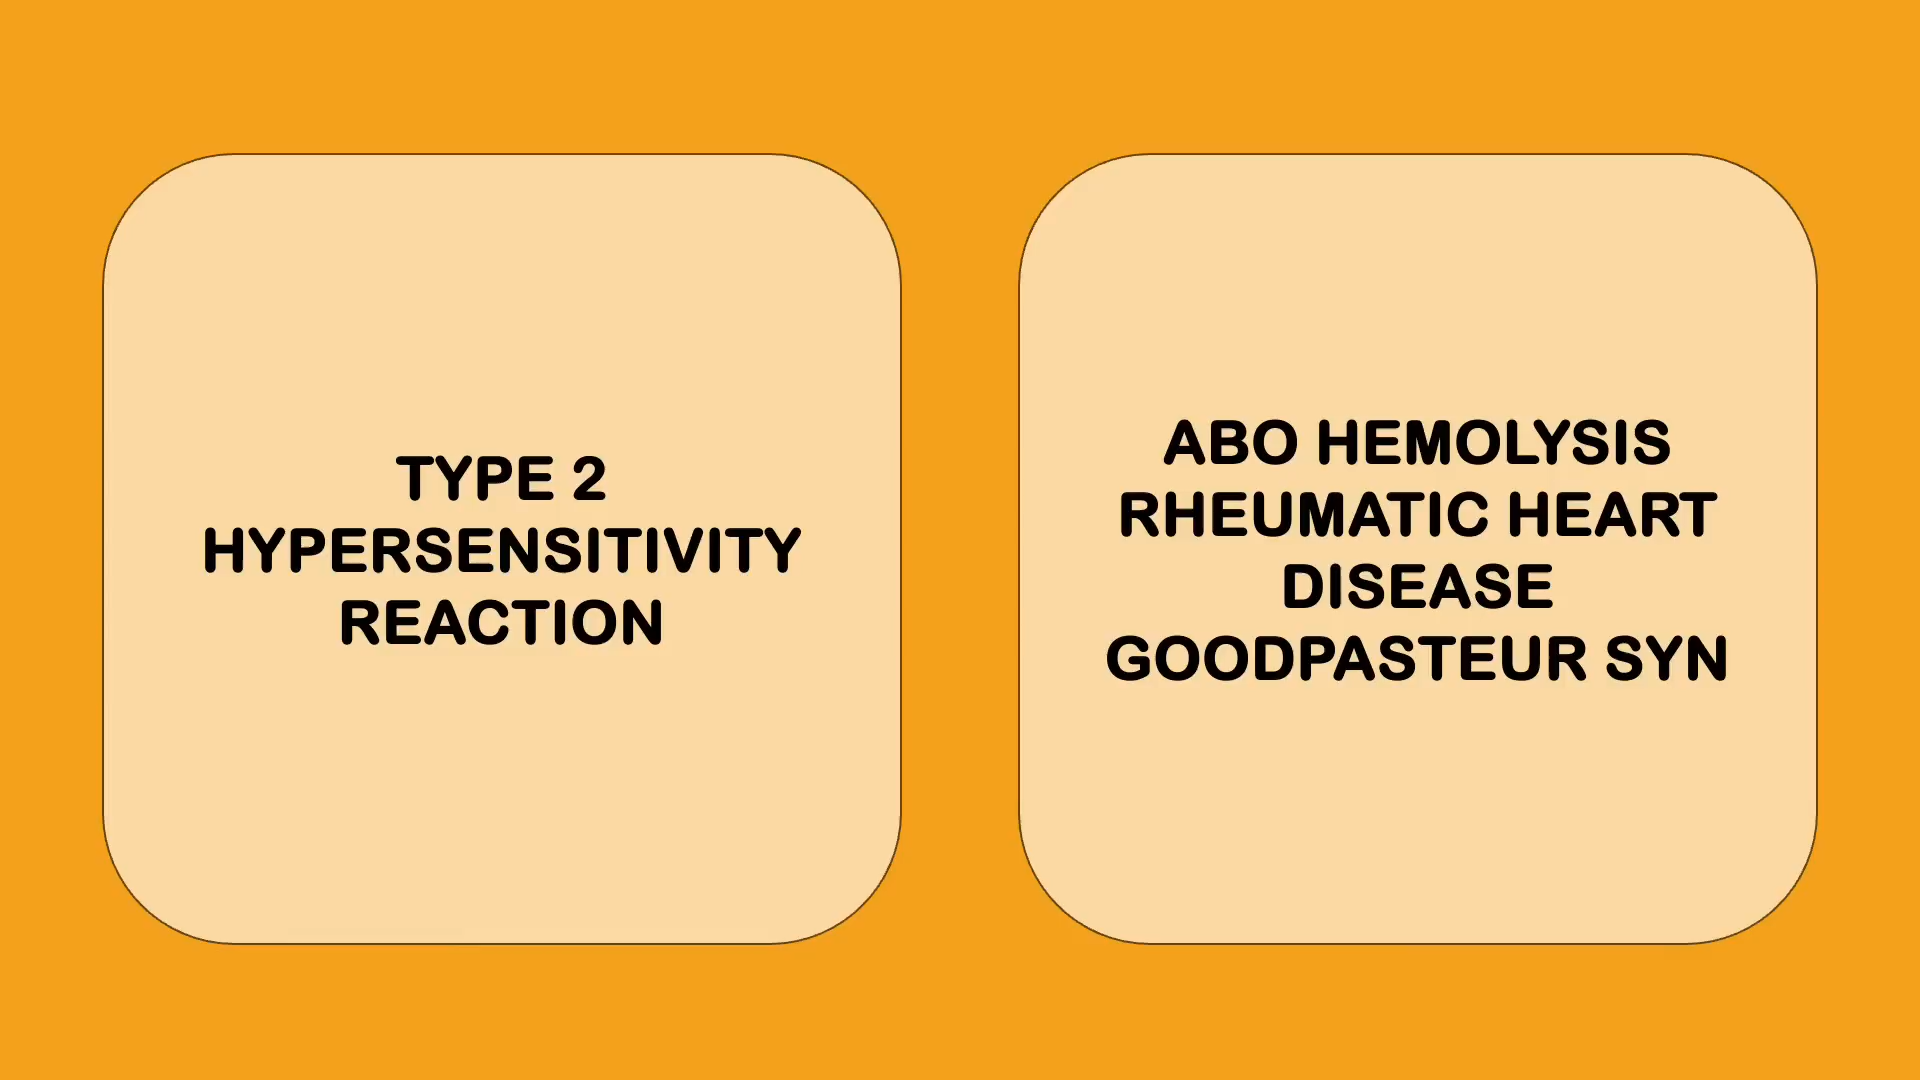 TYPE 2
HYPERSENSITIVITY
REACTION
ABO HEMOLYSIS
RHEUMATIC HEART
DISEASE
GOODPASTEUR SYN